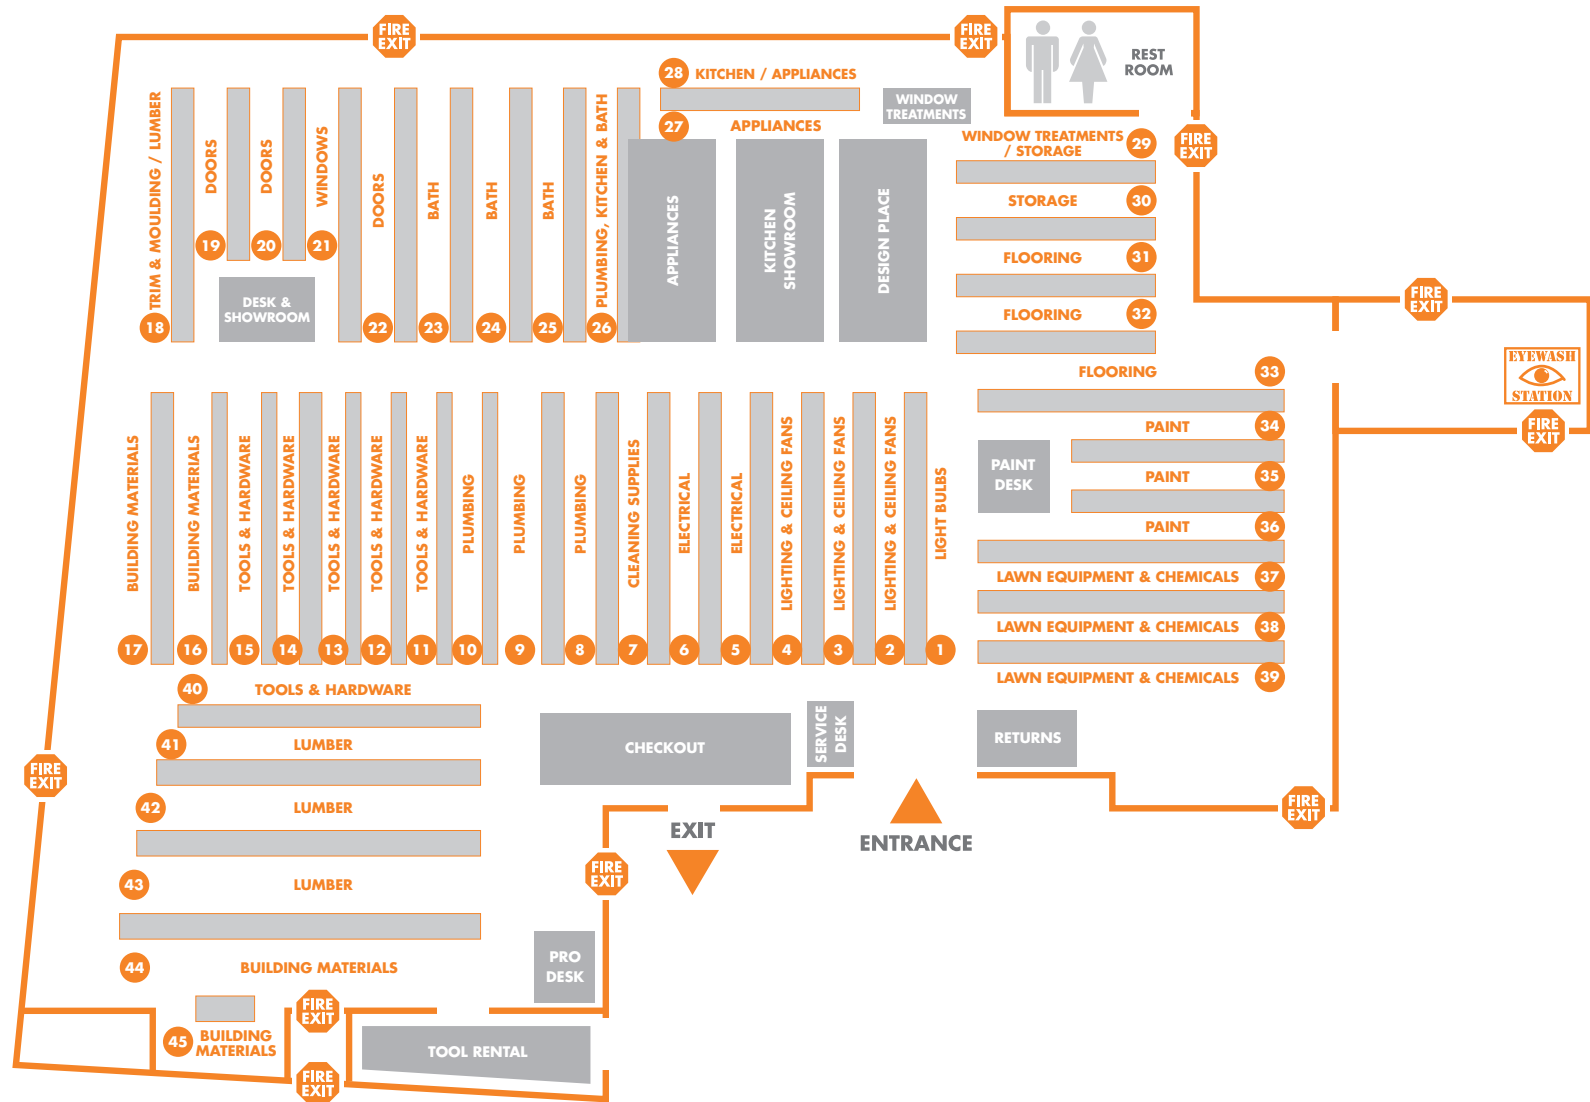 FIRE
EXIT
FIRE
EXIT
REST
ROOM
28 KITCHEN / APPLIANCES
WINDOW
TREATMENTS
27 APPLIANCES
FIRE
EXIT
WINDOW TREATMENTS
/ STORAGE 29
STORAGE 30
FLOORING 31
FLOORING 32
18 TRIM & MOULDING / LUMBER
19 DOORS
20 DOORS
21 WINDOWS
22 DOORS
23 BATH
24 BATH
25 BATH
26 PLUMBING, KITCHEN & BATH
DESK &
SHOWROOM
APPLIANCES
KITCHEN
SHOWROOM
DESIGN PLACE
FIRE
EXIT
EYEWASH
STATION
FIRE
EXIT
FLOORING 33
PAINT 34
PAINT
DESK
PAINT 35
PAINT 36
LAWN EQUIPMENT & CHEMICALS 37
LAWN EQUIPMENT & CHEMICALS 38
LAWN EQUIPMENT & CHEMICALS 39
17 BUILDING MATERIALS
16 BUILDING MATERIALS
15 TOOLS & HARDWARE
14 TOOLS & HARDWARE
13 TOOLS & HARDWARE
12 TOOLS & HARDWARE
11 TOOLS & HARDWARE
10 PLUMBING
9 PLUMBING
8 PLUMBING
7 CLEANING SUPPLIES
6 ELECTRICAL
5 ELECTRICAL
4 LIGHTING & CEILING FANS
3 LIGHTING & CEILING FANS
2 LIGHTING & CEILING FANS
1 LIGHT BULBS
40 TOOLS & HARDWARE
41 LUMBER
42 LUMBER
43 LUMBER
44 BUILDING MATERIALS
45 BUILDING
MATERIALS
FIRE
EXIT
CHECKOUT
SERVICE
DESK
RETURNS
FIRE
EXIT
EXIT
ENTRANCE
FIRE
EXIT
PRO
DESK
FIRE
EXIT
TOOL RENTAL
FIRE
EXIT